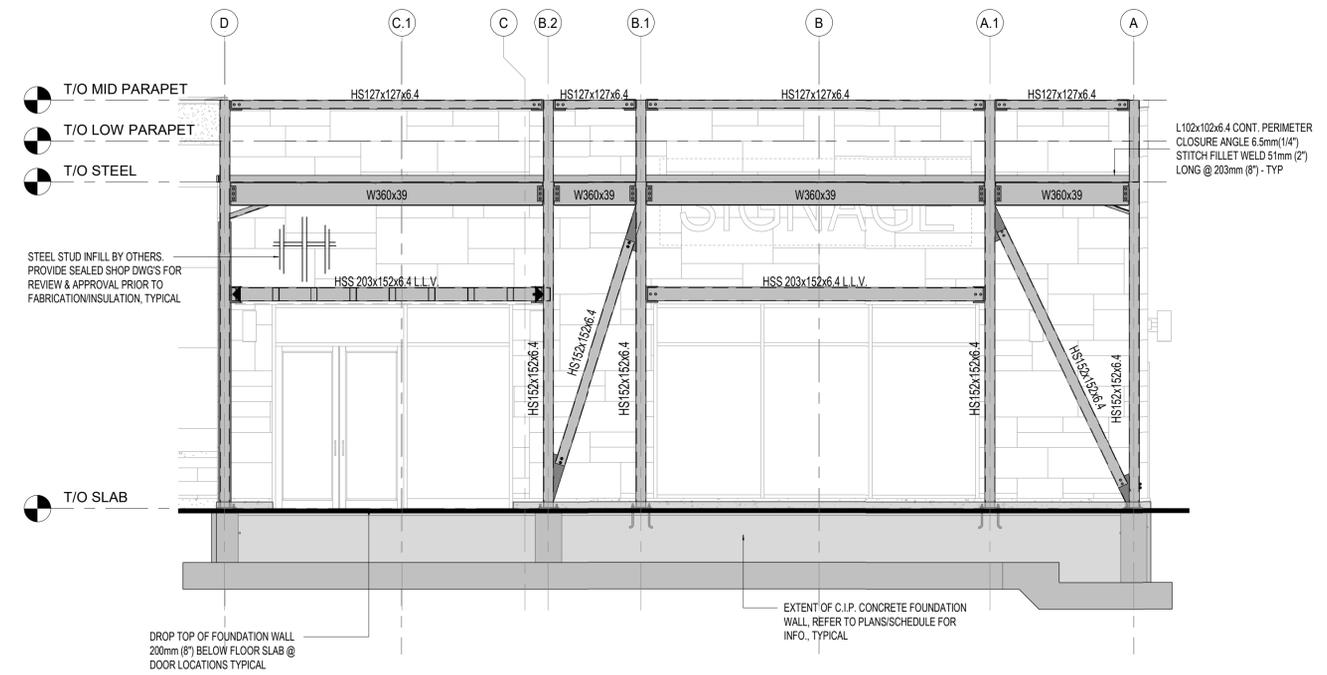 D C.1 C B.2 B.1 B A.1 A
T/O MID PARAPET
HS127x127x6.4 HS127x127x6.4 HS127x127x6.4 HS127x127x6.4
T/O LOW PARAPET
L102x102x6.4 CONT. PERIMETER
CLOSURE ANGLE 6.5mm(1/4")
STITCH FILLET WELD 51mm (2")
LONG @ 203mm (8") - TYP
T/O STEEL
W360x39 W360x39 W360x39 W360x39
SIGNAGE
STEEL STUD INFILL BY OTHERS.
PROVIDE SEALED SHOP DWG'S FOR
REVIEW & APPROVAL PRIOR TO
FABRICATION/INSULATION, TYPICAL
HSS 203x152x6.4 L.L.V. HSS 203x152x6.4 L.L.V.
HS152x152x6.4
HS152x152x6.4
HS152x152x6.4
HS152x152x6.4
HS152x152x6.4
HS152x152x6.4
T/O SLAB
EXTENT OF C.I.P. CONCRETE FOUNDATION
WALL, REFER TO PLANS/SCHEDULE FOR
INFO., TYPICAL
DROP TOP OF FOUNDATION WALL
200mm (8") BELOW FLOOR SLAB @
DOOR LOCATIONS TYPICAL